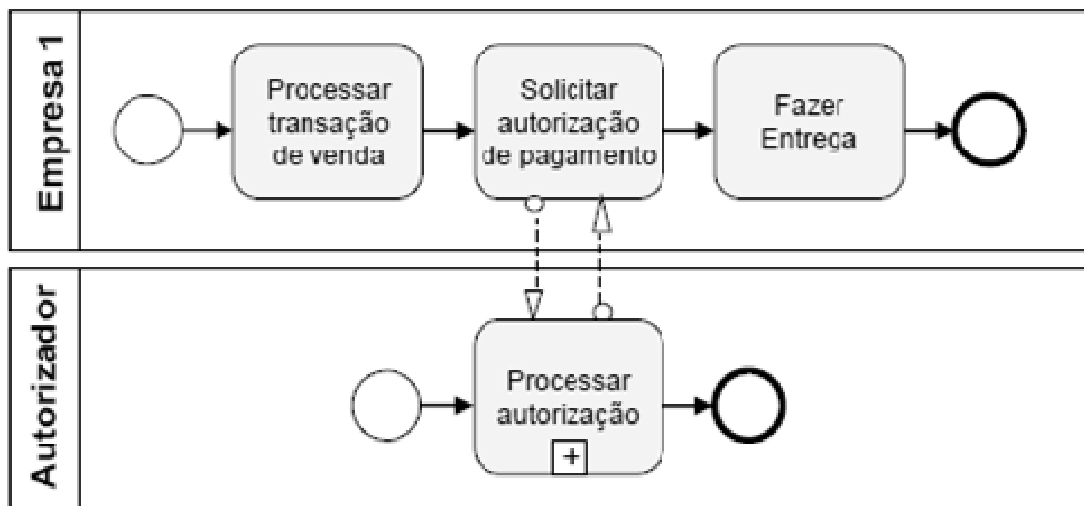 Empresa 1
Processar
transação
de venda
Solicitar
autorização
de pagamento
Fazer
Entrega
Autorizador
Processar
autorização
+